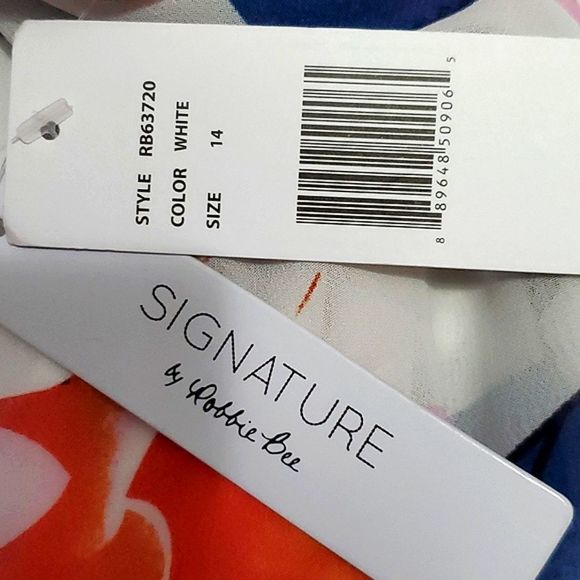 STYLE RB63720
COLOR WHITE
SIZE 14
8 89648 50906 5
SIGNATURE
by Robbie Bee